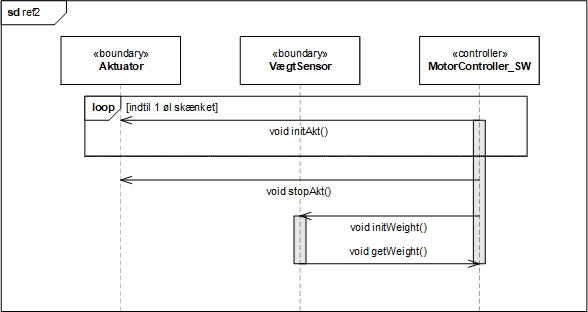 sd ref2
«boundary»
Aktuator
«boundary»
VægtSensor
«controller»
MotorController_SW
loop
[indtil 1 øl skænket]
void initAkt()
void stopAkt()
void initWeight()
void getWeight()